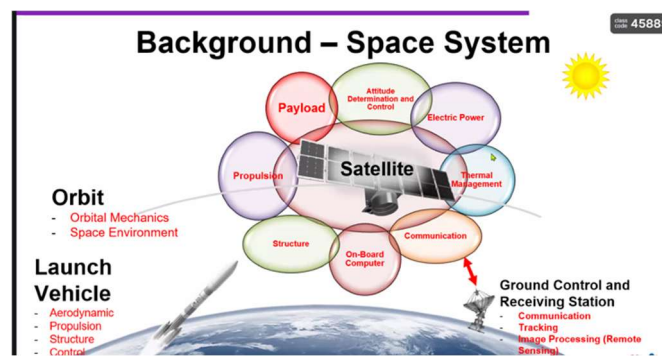 class
code 4588
Background – Space System
Payload
Attitude
Determination and
Control
Electric Power
Propulsion
Satellite
Thermal
Management
Structure
On-Board
Computer
Communication
Orbit
- Orbital Mechanics
- Space Environment
Launch
Vehicle
- Aerodynamic
- Propulsion
- Structure
- Control
Ground Control and
Receiving Station
- Communication
- Tracking
- Image Processing (Remote
Sensing)